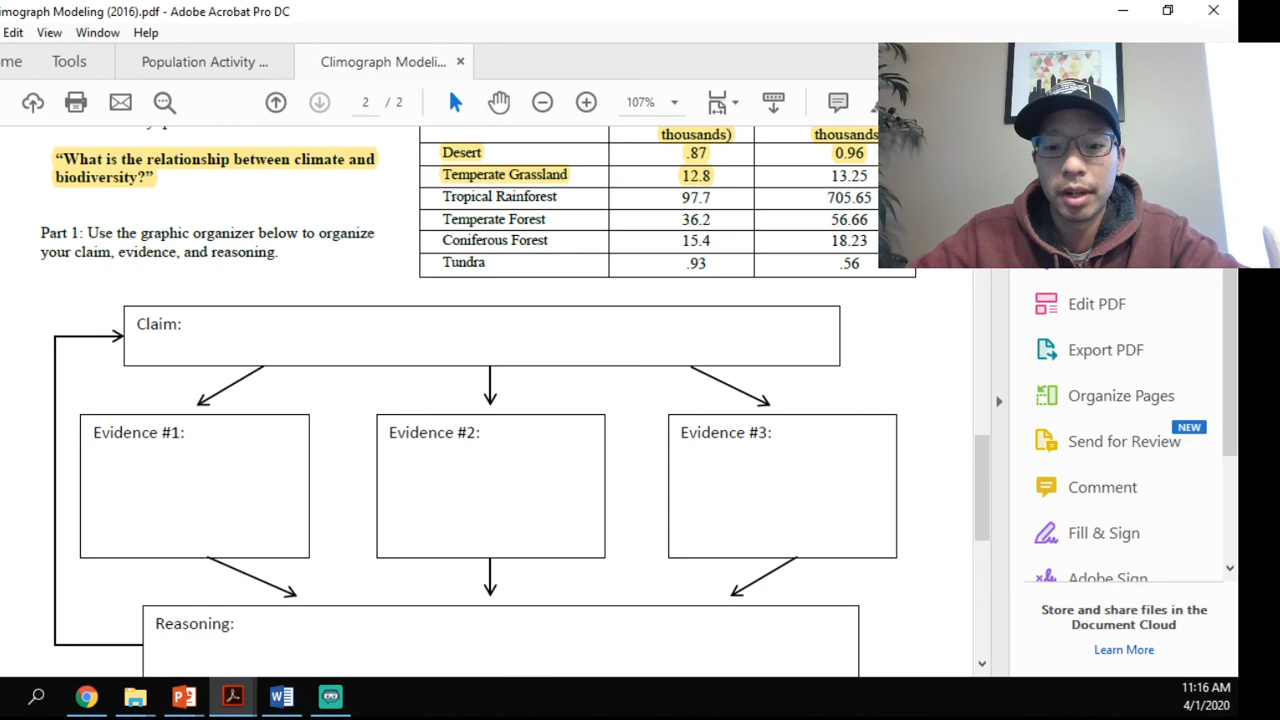 Climograph Modeling (2016).pdf - Adobe Acrobat Pro DC
Edit View Window Help
Tools Population Activity ... Climograph Modeli... ×
2 / 2 107%
thousands) thousands
"What is the relationship between climate and
biodiversity?"
Desert .87 0.96
Temperate Grassland 12.8 13.25
Tropical Rainforest 97.7 705.65
Temperate Forest 36.2 56.66
Coniferous Forest 15.4 18.23
Tundra .93 .56
Part 1: Use the graphic organizer below to organize
your claim, evidence, and reasoning.
Claim:
Evidence #1:
Evidence #2:
Evidence #3:
Reasoning:
Edit PDF
Export PDF
Organize Pages
NEW
Send for Review
Comment
Fill & Sign
Adobe Sign
Store and share files in the
Document Cloud
Learn More
11:16 AM
4/1/2020